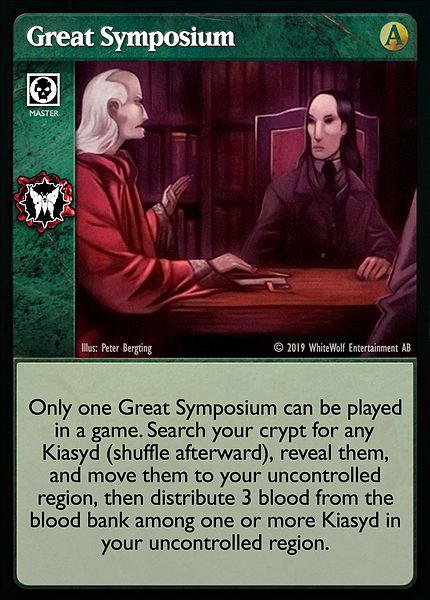 Great Symposium
A
MASTER
Illus: Peter Bergting
© 2019 WhiteWolf Entertainment AB
Only one Great Symposium can be played
in a game. Search your crypt for any
Kiasyd (shuffle afterward), reveal them,
and move them to your uncontrolled
region, then distribute 3 blood from the
blood bank among one or more Kiasyd in
your uncontrolled region.